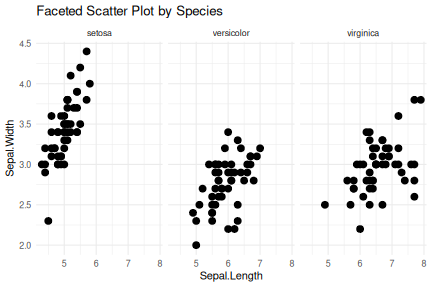 Faceted Scatter Plot by Species
setosa versicolor virginica
4.5
4.0
3.5
3.0
2.5
2.0
Sepal.Width
5 6 7 8 5 6 7 8 5 6 7 8
Sepal.Length